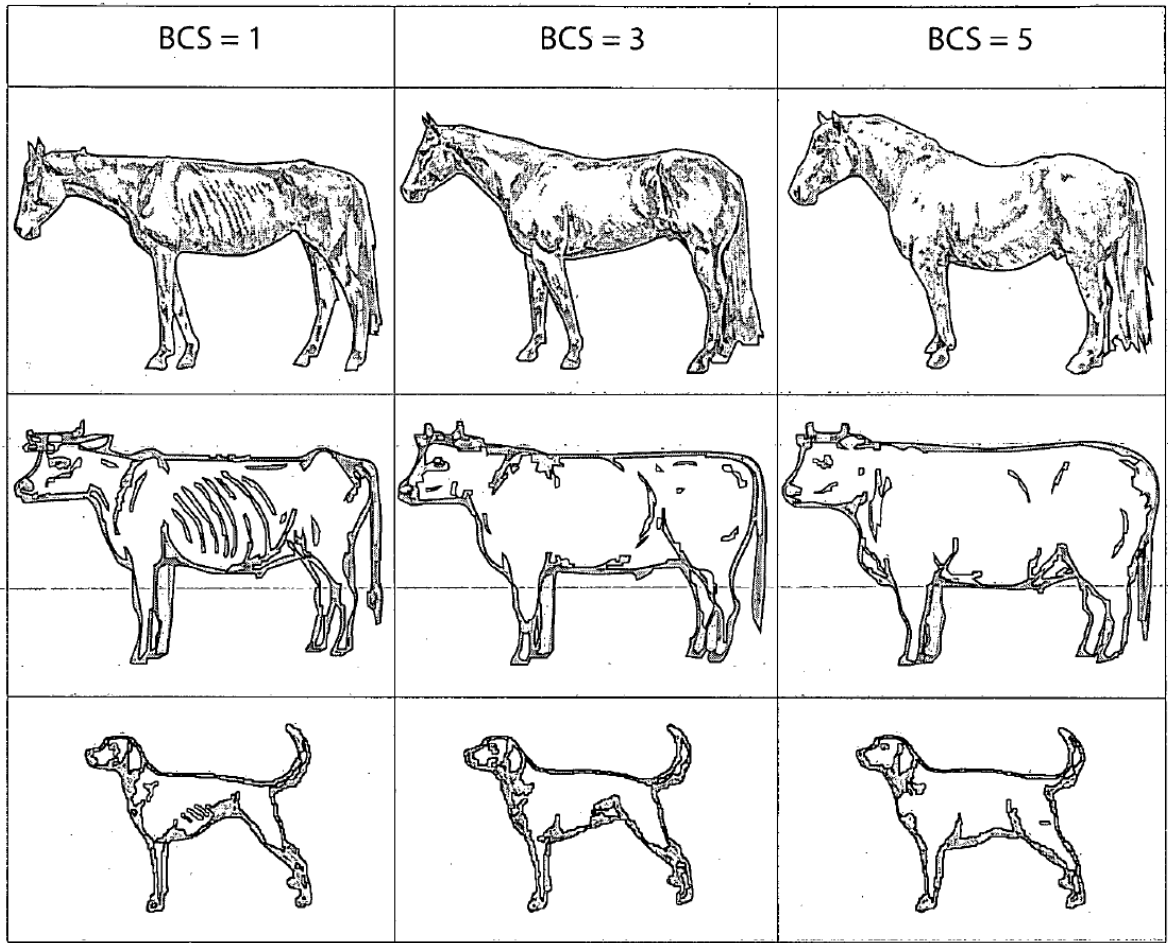 BCS = 1
BCS = 3
BCS = 5